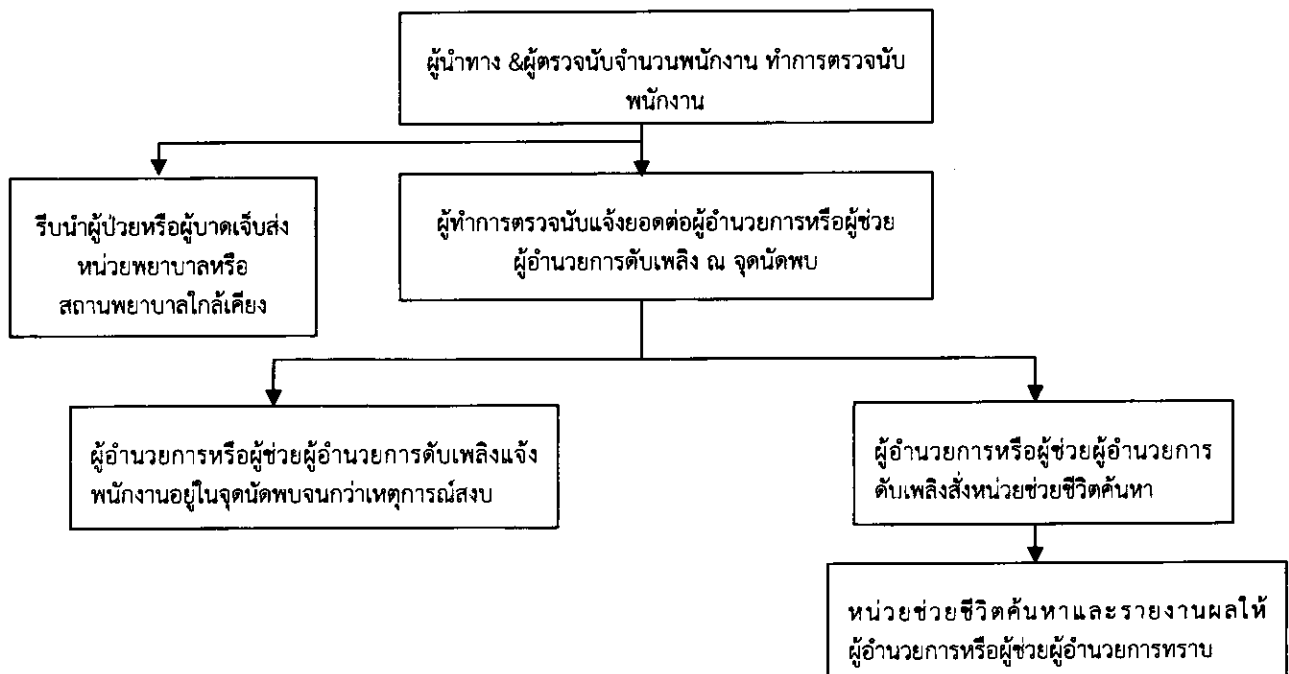 ผู้นำทาง &ผู้ตรวจนับจำนวนพนักงาน ทำการตรวจนับ
พนักงาน
รีบนำผู้ป่วยหรือผู้บาดเจ็บส่ง
หน่วยพยาบาลหรือ
สถานพยาบาลใกล้เคียง
ผู้ทำการตรวจนับแจ้งยอดต่อผู้อำนวยการหรือผู้ช่วย
ผู้อำนวยการดับเพลิง ณ จุดนัดพบ
ผู้อำนวยการหรือผู้ช่วยผู้อำนวยการดับเพลิงแจ้ง
พนักงานอยู่ในจุดนัดพบจนกว่าเหตุการณ์สงบ
ผู้อำนวยการหรือผู้ช่วยผู้อำนวยการ
ดับเพลิงสั่งหน่วยช่วยชีวิตค้นหา
หน่วยช่วยชีวิตค้นหาและรายงานผลให้
ผู้อำนวยการหรือผู้ช่วยผู้อำนวยการทราบ